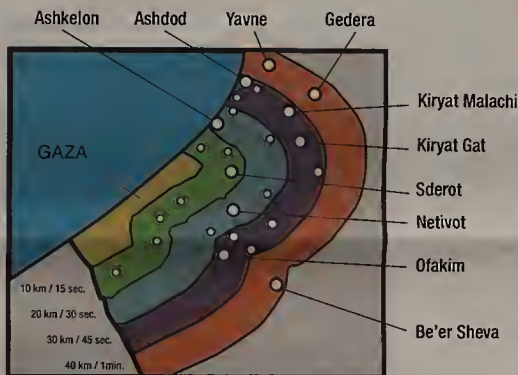 Ashkelon
Ashdod
Yavne
Gedera
Kiryat Malachi
Kiryat Gat
GAZA
Sderot
Netivot
Ofakim
Be'er Sheva
10 km / 15 sec.
20 km / 30 sec.
30 km / 45 sec.
40 km / 1min.